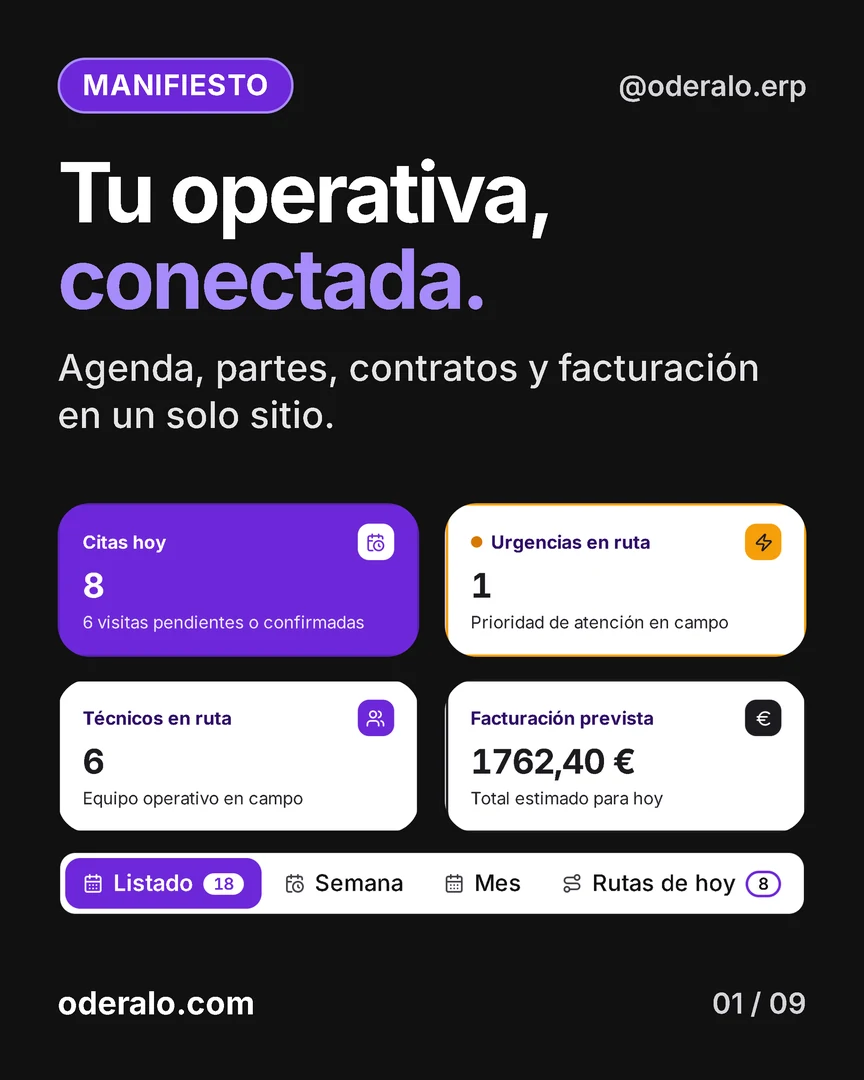 MANIFIESTO
@oderalo.erp
Tu operativa,
conectada.
Agenda, partes, contratos y facturación
en un solo sitio.
Citas hoy
8
6 visitas pendientes o confirmadas
Urgencias en ruta
1
Prioridad de atención en campo
Técnicos en ruta
6
Equipo operativo en campo
Facturación prevista
€
1762,40 €
Total estimado para hoy
Listado 18 Semana Mes Rutas de hoy 8
oderalo.com
01 / 09